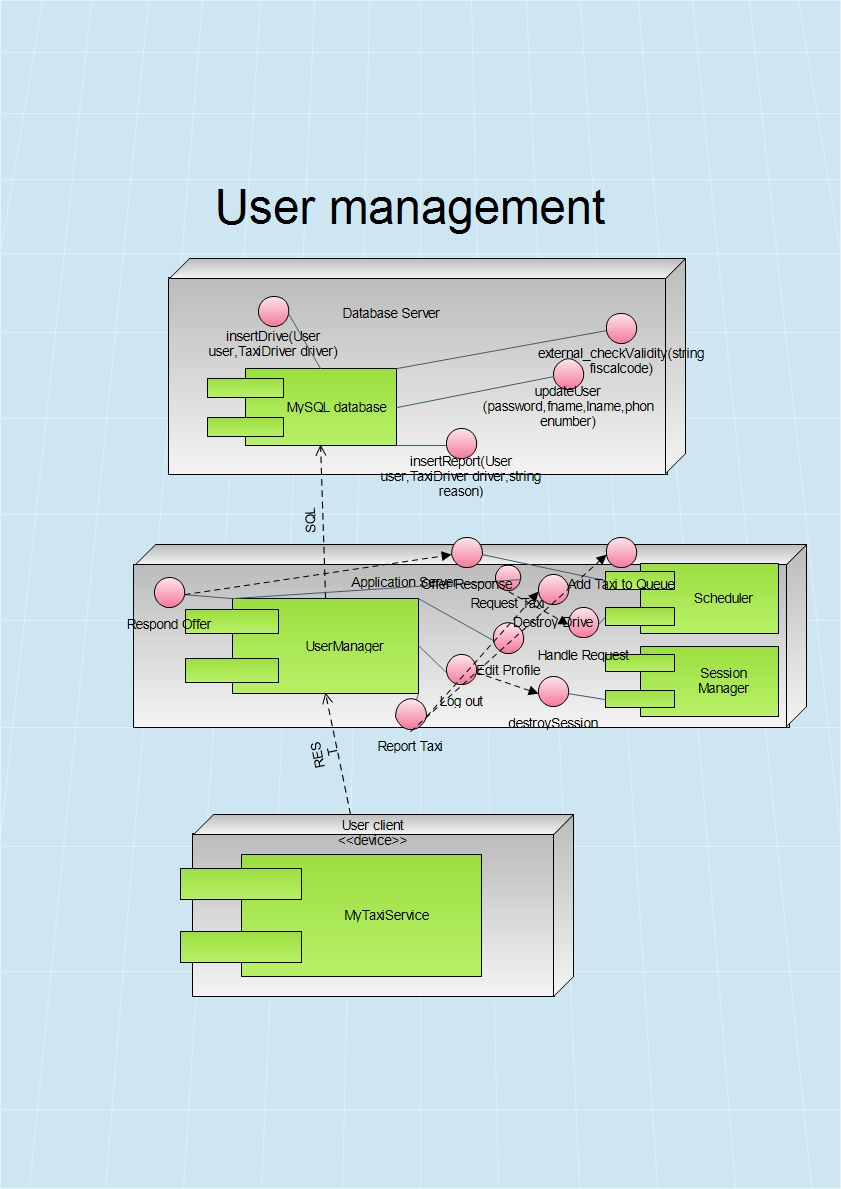 User management
Database Server
insertDrive(User
user,TaxiDriver driver)
external_checkValidity(string
fiscalcode)
updateUser
(password,fname,lname,phon
enumber)
MySQL database
insertReport(User
user,TaxiDriver driver,string
reason)
SQL
Application Server
Offer Response
Add Taxi to Queue
Scheduler
Request Taxi
Respond Offer
Destroy Drive
UserManager
Handle Request
Edit Profile
Session
Manager
Log out
destroySession
Report Taxi
RES
T
User client
<<device>>
MyTaxiService